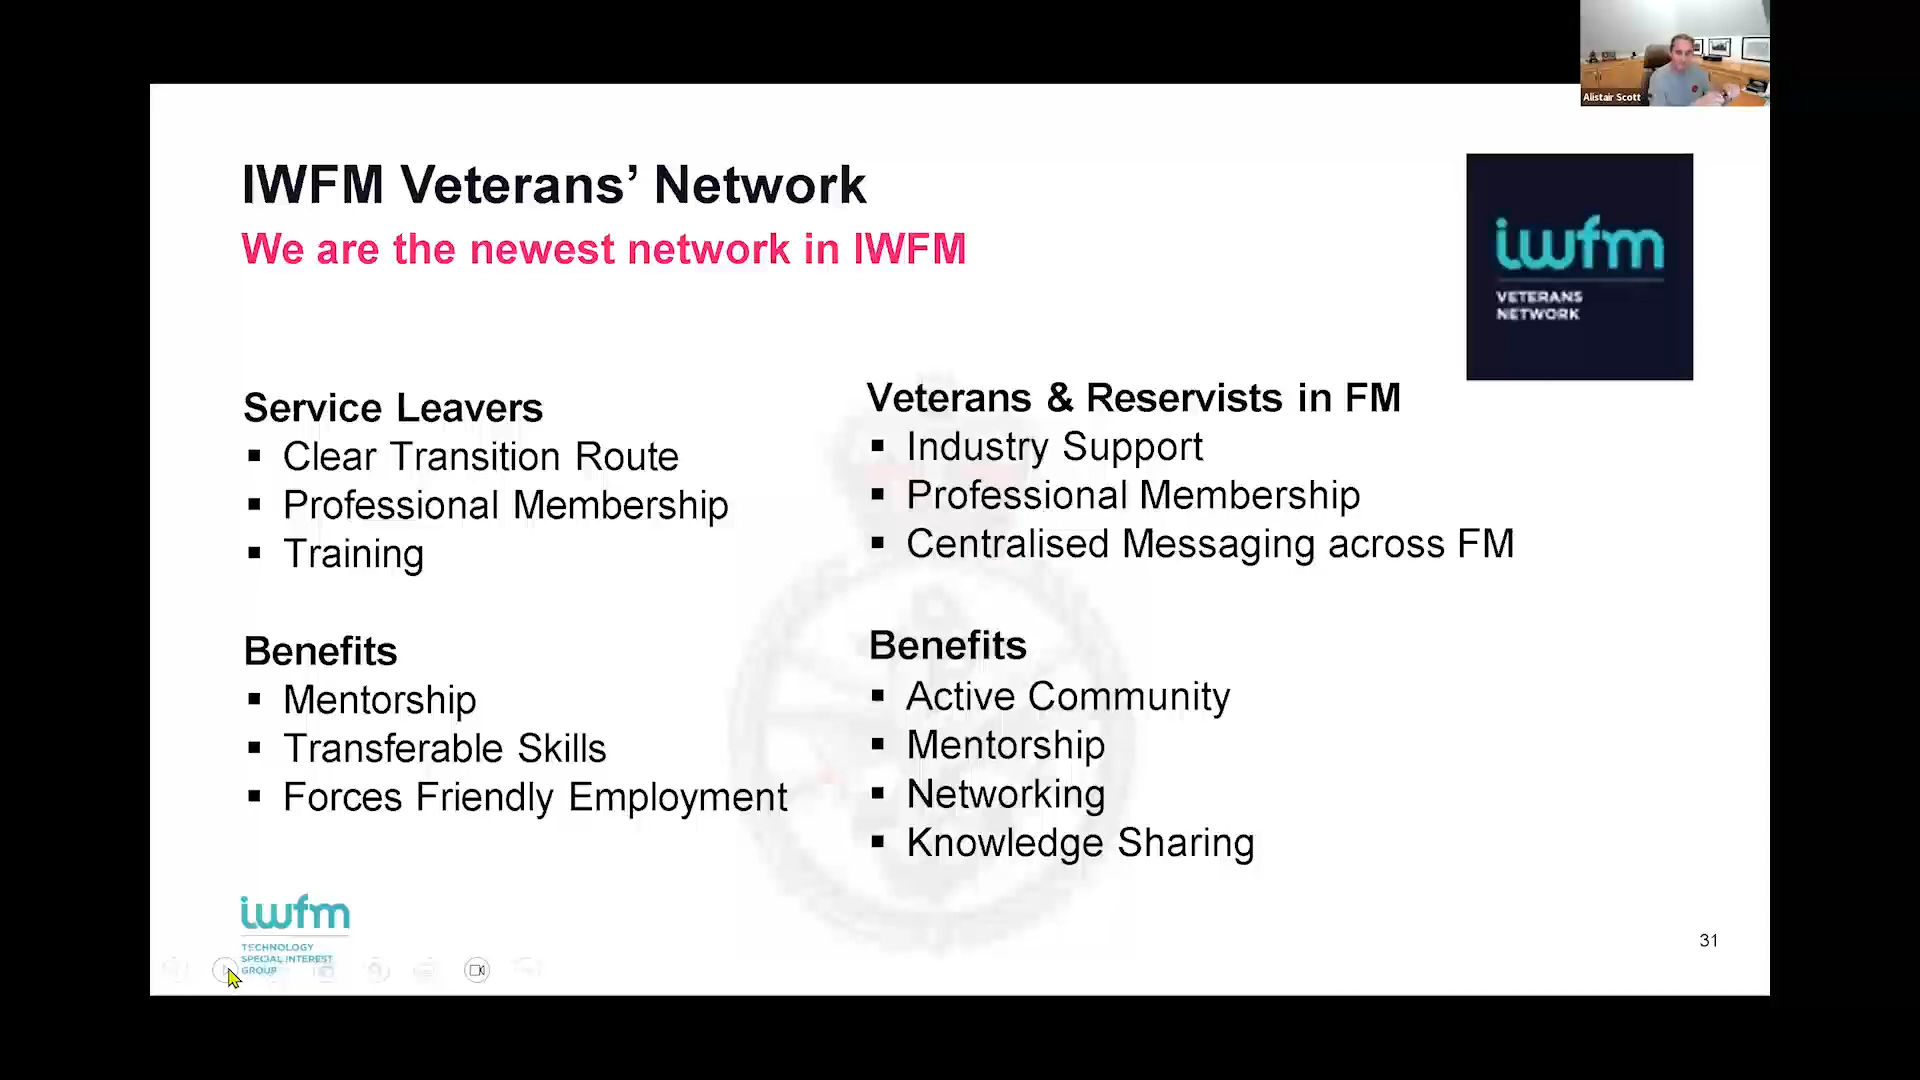 Alistair Scott
IWFM Veterans’ Network
We are the newest network in IWFM
iwfm
VETERANS
NETWORK
Service Leavers
▪ Clear Transition Route
▪ Professional Membership
▪ Training
Benefits
▪ Mentorship
▪ Transferable Skills
▪ Forces Friendly Employment
Veterans & Reservists in FM
▪ Industry Support
▪ Professional Membership
▪ Centralised Messaging across FM
Benefits
▪ Active Community
▪ Mentorship
▪ Networking
▪ Knowledge Sharing
iwfm
TECHNOLOGY
SPECIAL INTEREST
GROUP
31